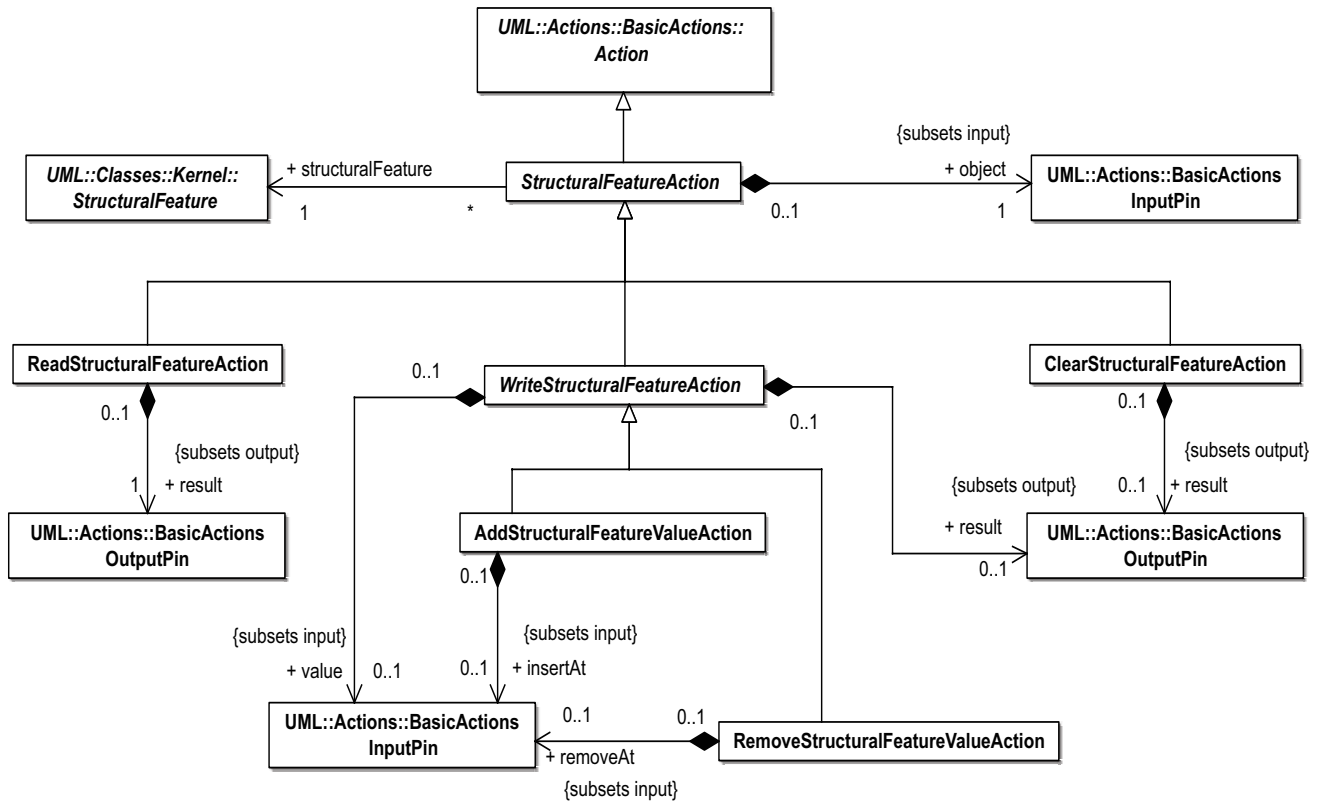 UML::Actions::BasicActions::
Action
{subsets input}
UML::Classes::Kernel::
StructuralFeature
+ structuralFeature
1
*
StructuralFeatureAction
0..1
+ object
1
UML::Actions::BasicActions
InputPin
ReadStructuralFeatureAction
0..1
{subsets output}
1
+ result
UML::Actions::BasicActions
OutputPin
0..1
WriteStructuralFeatureAction
0..1
ClearStructuralFeatureAction
0..1
{subsets output}
0..1
+ result
{subsets output}
+ result
0..1
UML::Actions::BasicActions
OutputPin
AddStructuralFeatureValueAction
0..1
{subsets input}
+ value
0..1
{subsets input}
0..1
+ insertAt
UML::Actions::BasicActions
InputPin
0..1
0..1
+ removeAt
{subsets input}
RemoveStructuralFeatureValueAction